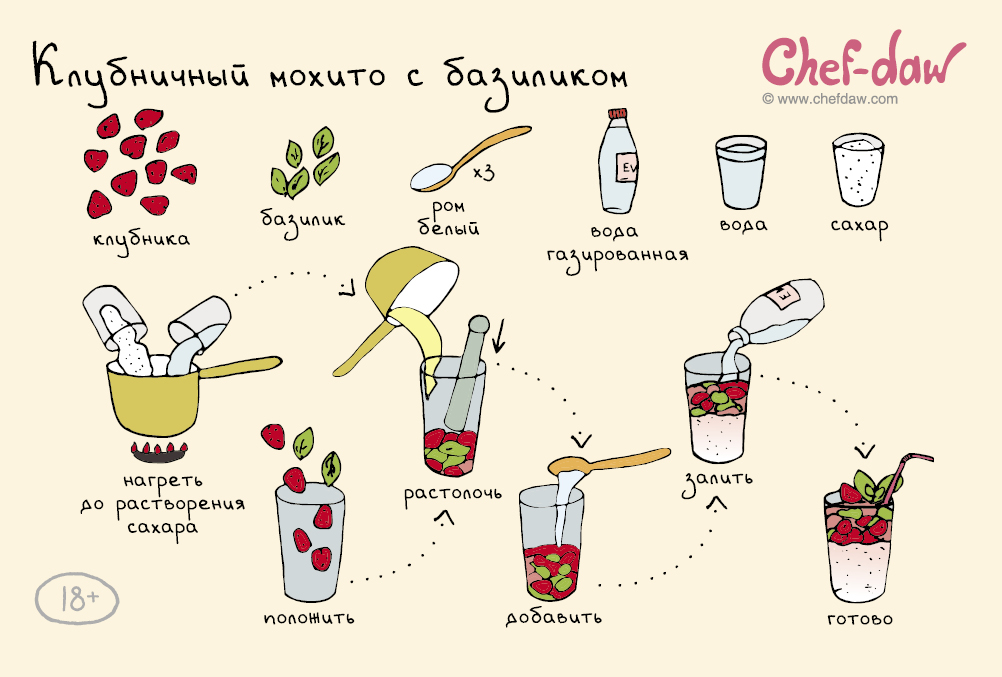 Клубничный мохито с базиликом
Chef-daw
© www.chefdaw.com
клубника
базилик
x3
ром
белый
EV
вода
газированная
вода
сахар
нагреть
до растворения
сахара
положить
растолочь
добавить
EV
залить
готово
18+